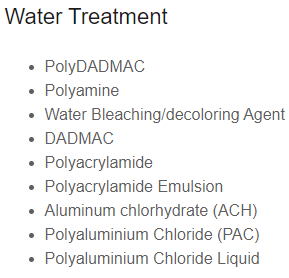 Water Treatment
PolyDADMAC
Polyamine
Water Bleaching/decoloring Agent
DADMAC
Polyacrylamide
Polyacrylamide Emulsion
Aluminum chlorhydrate (ACH)
Polyaluminium Chloride (PAC)
Polyaluminium Chloride Liquid